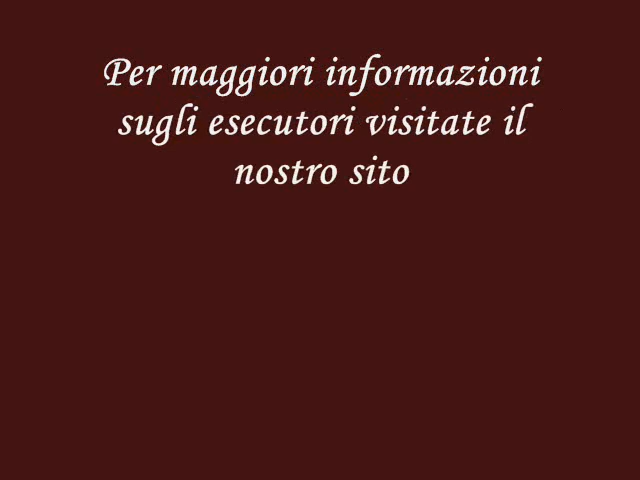 Per maggiori informazioni
sugli esecutori visitate il
nostro sito